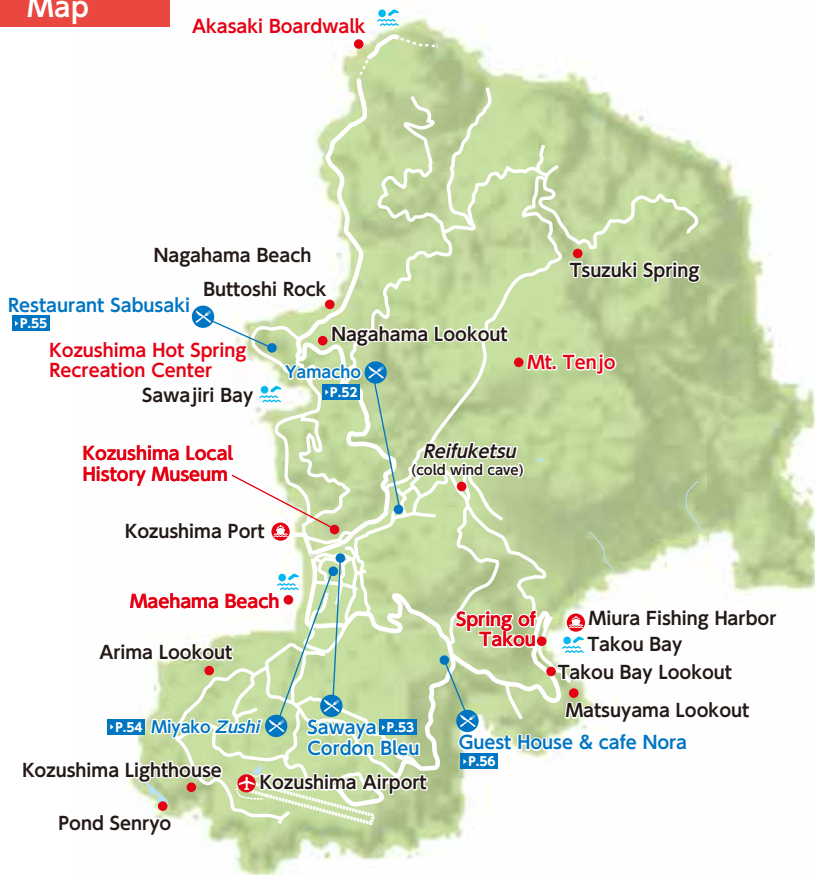 Map
Akasaki Boardwalk
Nagahama Beach
Tsuzuki Spring
Buttoshi Rock
Restaurant Sabusaki
P.55
Nagahama Lookout
Kozushima Hot Spring
Recreation Center
Mt. Tenjo
Yamacho
P.52
Sawajiri Bay
Kozushima Local
History Museum
Reifuketsu
(cold wind cave)
Kozushima Port
Maehama Beach
Spring of
Takou
Miura Fishing Harbor
Takou Bay
Arima Lookout
Takou Bay Lookout
Matsuyama Lookout
P.54 Miyako Zushi
Sawaya P.53
Cordon Bleu
Guest House & cafe Nora
P.56
Kozushima Lighthouse
Kozushima Airport
Pond Senryo